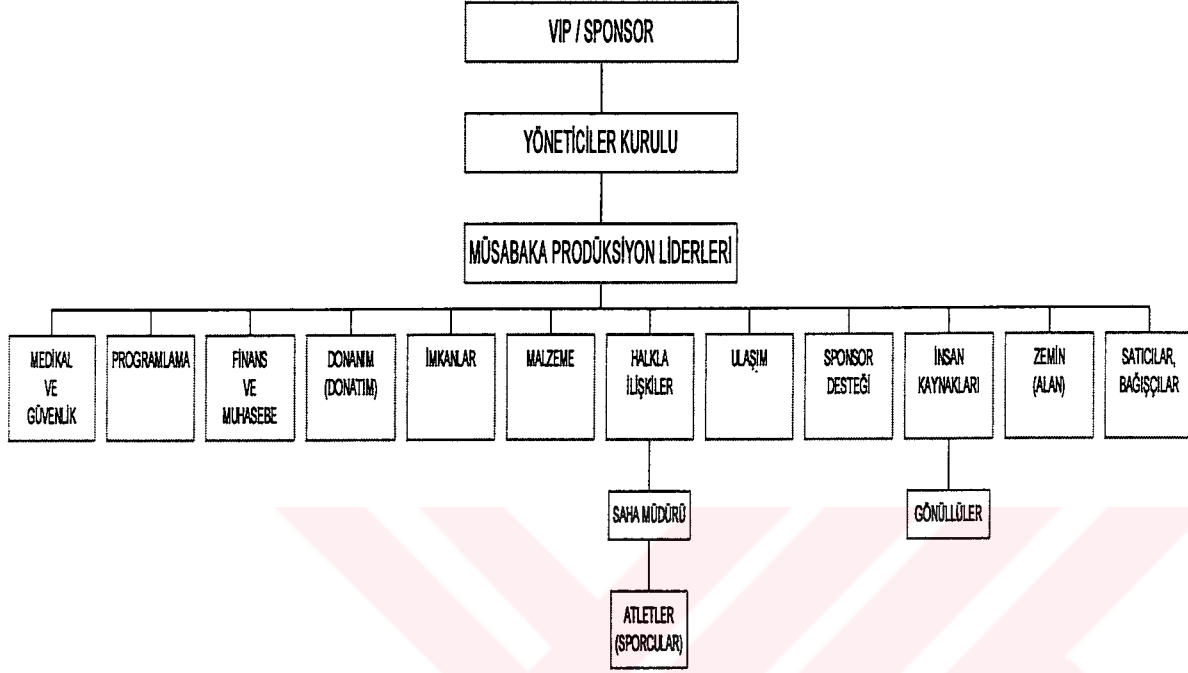 VIP / SPONSOR
YÖNETİCİLER KURULU
MÜSABAKA PRODÜKSİYON LİDERLERİ
MEDİKAL
VE
GÜVENLİK
PROGRAMLAMA
FİNANS
VE
MUHASEBE
DONANIM
(DONATIM)
İMKANLAR
MALZEME
HALKLA
İLİŞKİLER
ULAŞIM
SPONSOR
DESTEĞİ
İNSAN
KAYNAKLARI
ZEMİN
(ALAN)
SATICILAR,
BAĞIŞÇILAR
SAHA MÜDÜRÜ
GÖNÜLLÜLER
ATLETLER
(SPORCULAR)